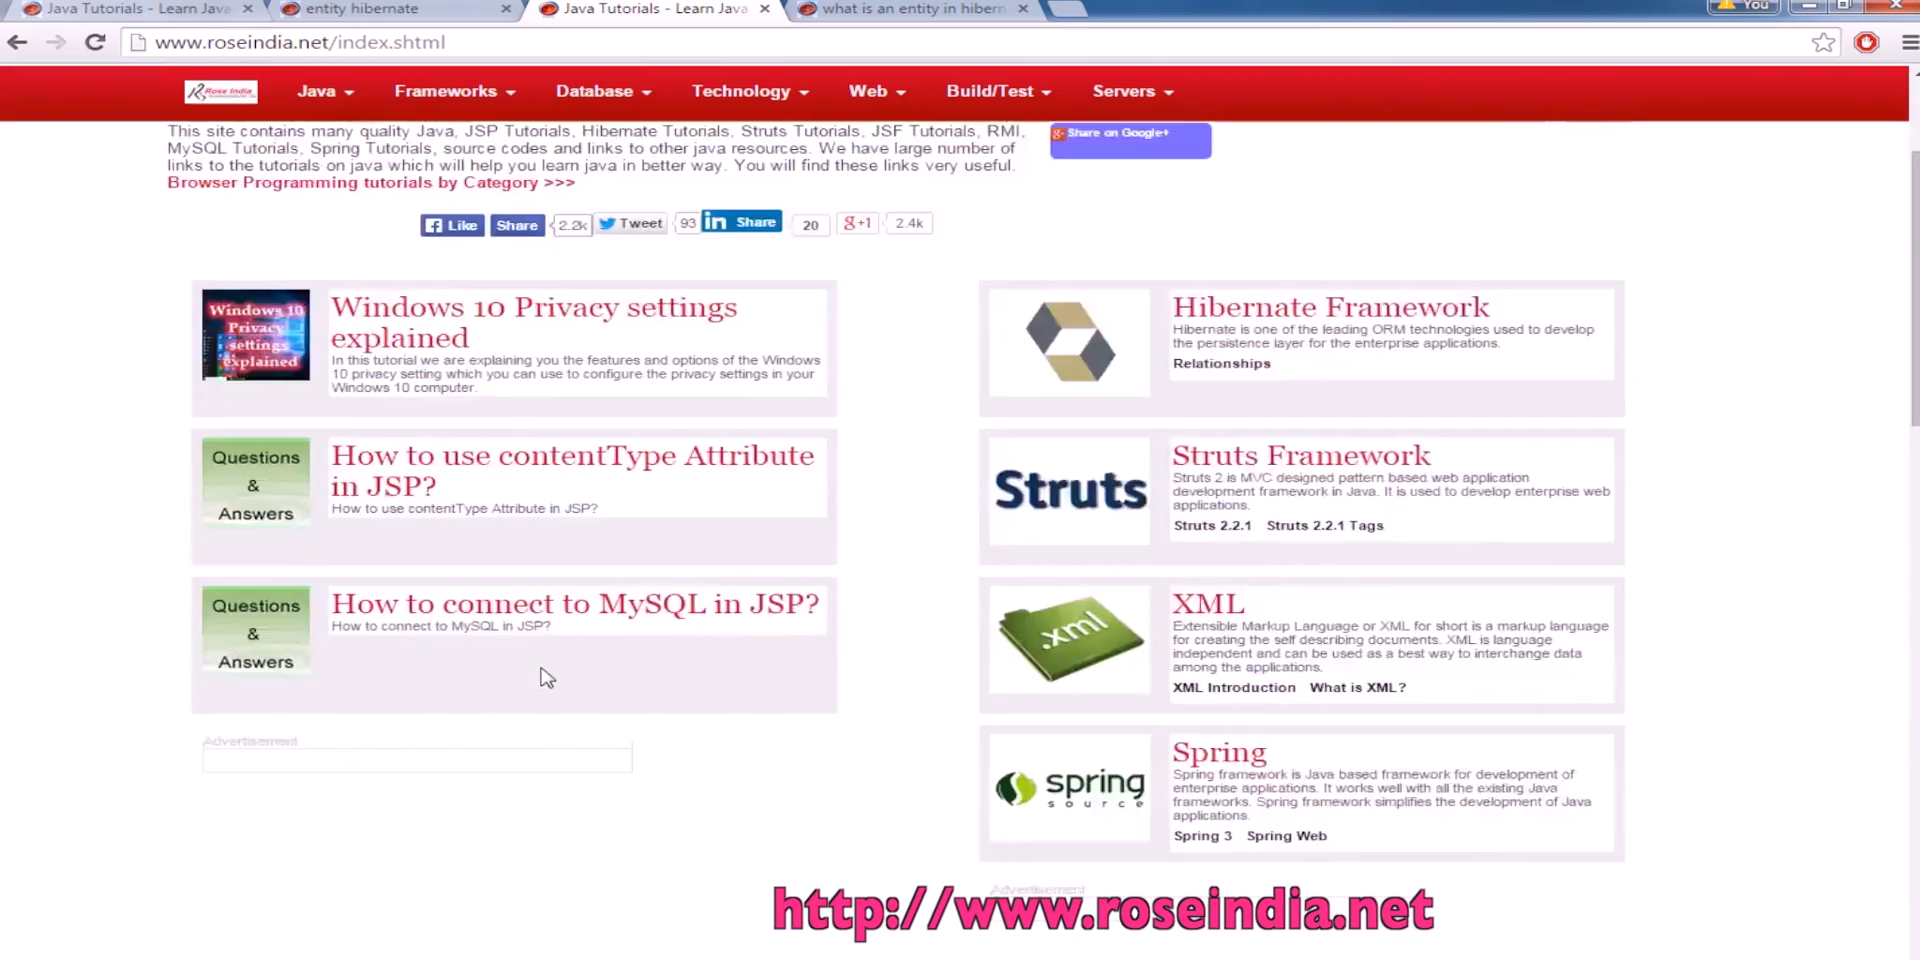 Java Tutorials - Learn Java
entity hibernate
Java Tutorials - Learn Java
what is an entity in hibern
You
www.roseindia.net/index.shtml
Rose India
Java
Frameworks
Database
Technology
Web
Build/Test
Servers
This site contains many quality Java, JSP Tutorials, Hibernate Tutorials, Struts Tutorials, JSF Tutorials, RMI,
MySQL Tutorials, Spring Tutorials, source codes and links to other java resources. We have large number of
links to the tutorials on java which will help you learn java in better way. You will find these links very useful.
Browser Programming tutorials by Category >>>
Share on Google+
Like
Share
2.2k
Tweet
93
in Share
20
g+1
2.4k
Windows 10
Privacy
settings
explained
Windows 10 Privacy settings
explained
In this tutorial we are explaining you the features and options of the Windows
10 privacy setting which you can use to configure the privacy settings in your
Windows 10 computer.
Questions
&
Answers
How to use contentType Attribute
in JSP?
How to use contentType Attribute in JSP?
Questions
&
Answers
How to connect to MySQL in JSP?
How to connect to MySQL in JSP?
Advertisement
Hibernate Framework
Hibernate is one of the leading ORM technologies used to develop
the persistence layer for the enterprise applications.
Relationships
Struts
Struts Framework
Struts 2 is MVC designed pattern based web application
development framework in Java. It is used to develop enterprise web
applications.
Struts 2.2.1 Struts 2.2.1 Tags
.xml
XML
Extensible Markup Language or XML for short is a markup language
for creating the self describing documents. XML is language
independent and can be used as a best way to interchange data
among the applications.
XML Introduction What is XML?
spring
source
Spring
Spring framework is Java based framework for development of
enterprise applications. It works well with all the existing Java
frameworks. Spring framework simplifies the development of Java
applications.
Spring 3 Spring Web
Advertisement
http://www.roseindia.net